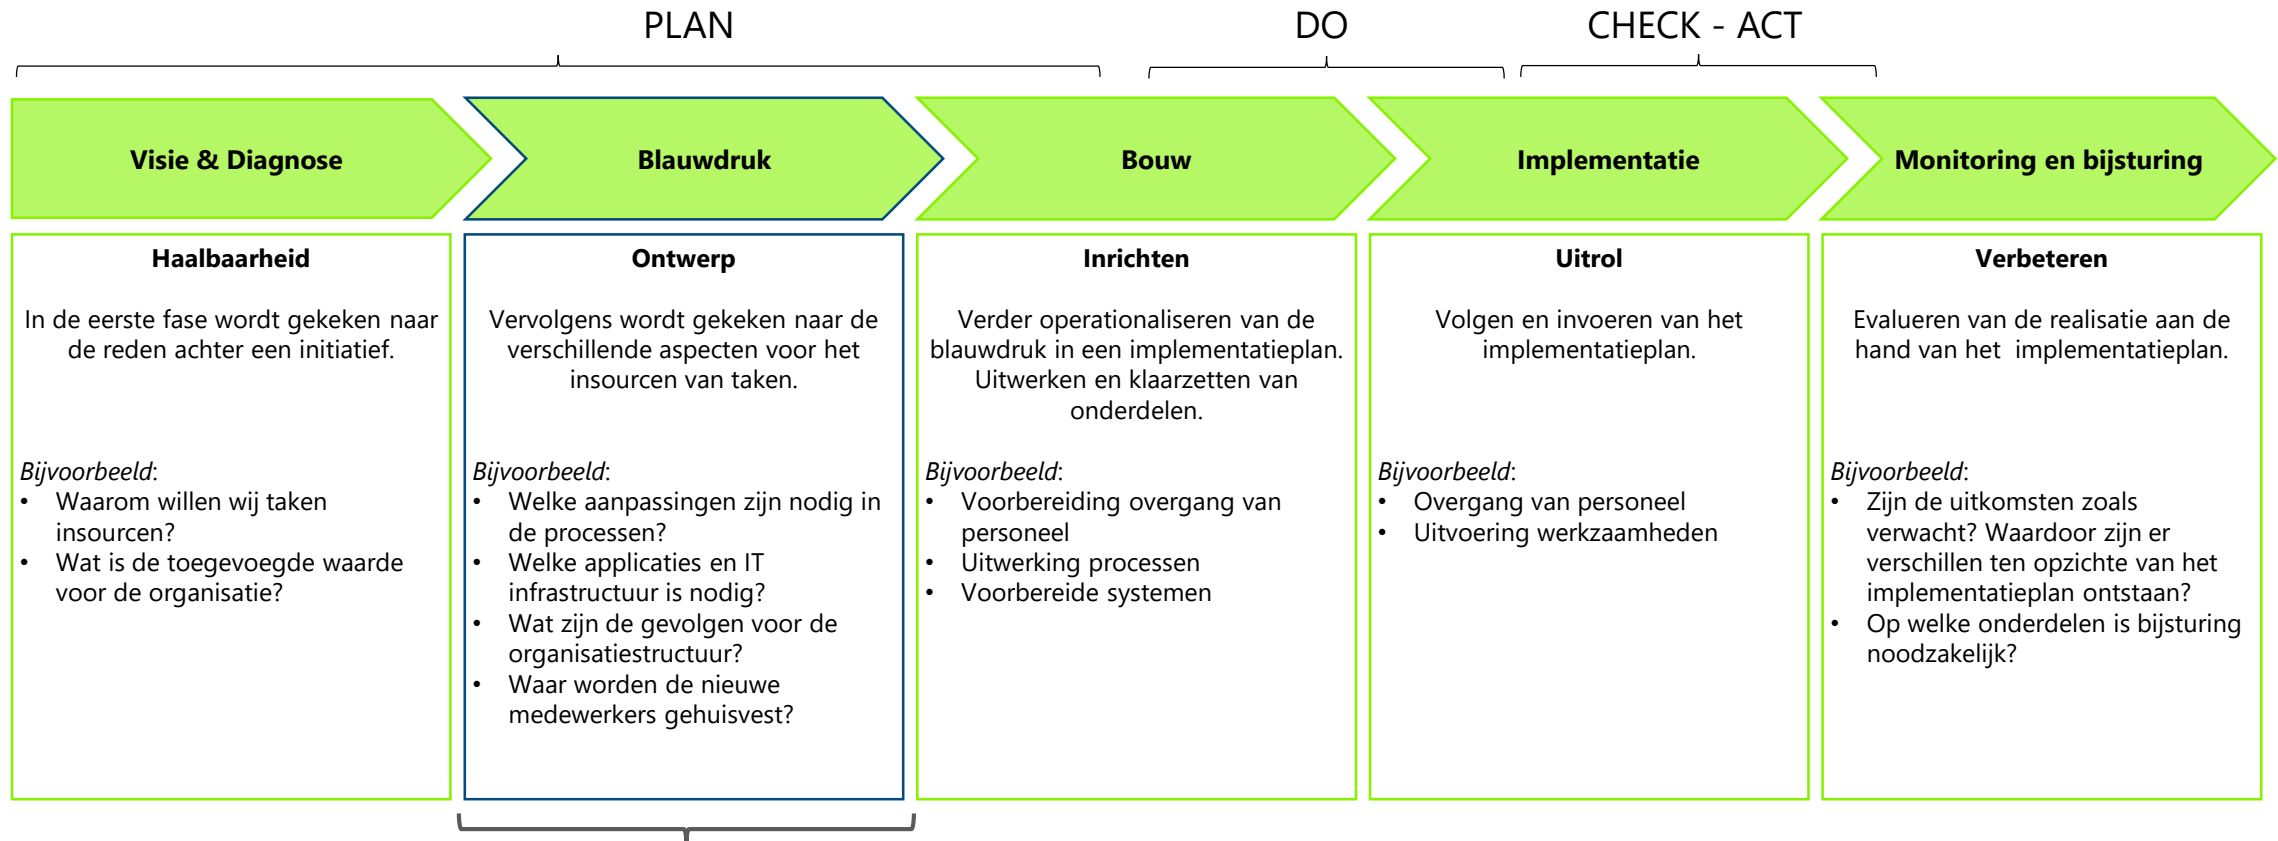 PLAN
DO
CHECK - ACT
Visie & Diagnose
Blauwdruk
Bouw
Implementatie
Monitoring en bijsturing
Haalbaarheid
In de eerste fase wordt gekeken naar
de reden achter een initiatief.
Bijvoorbeeld:
• Waarom willen wij taken
insourcen?
• Wat is de toegevoegde waarde
voor de organisatie?
Ontwerp
Vervolgens wordt gekeken naar de
verschillende aspecten voor het
insourcen van taken.
Bijvoorbeeld:
• Welke aanpassingen zijn nodig in
de processen?
• Welke applicaties en IT
infrastructuur is nodig?
• Wat zijn de gevolgen voor de
organisatiestructuur?
• Waar worden de nieuwe
medewerkers gehuisvest?
Inrichten
Verder operationaliseren van de
blauwdruk in een implementatieplan.
Uitwerken en klaarzetten van
onderdelen.
Bijvoorbeeld:
• Voorbereiding overgang van
personeel
• Uitwerking processen
• Voorbereide systemen
Uitrol
Volgen en invoeren van het
implementatieplan.
Bijvoorbeeld:
• Overgang van personeel
• Uitvoering werkzaamheden
Verbeteren
Evalueren van de realisatie aan de
hand van het  implementatieplan.
Bijvoorbeeld:
• Zijn de uitkomsten zoals
verwacht? Waardoor zijn er
verschillen ten opzichte van het
implementatieplan ontstaan?
• Op welke onderdelen is bijsturing
noodzakelijk?